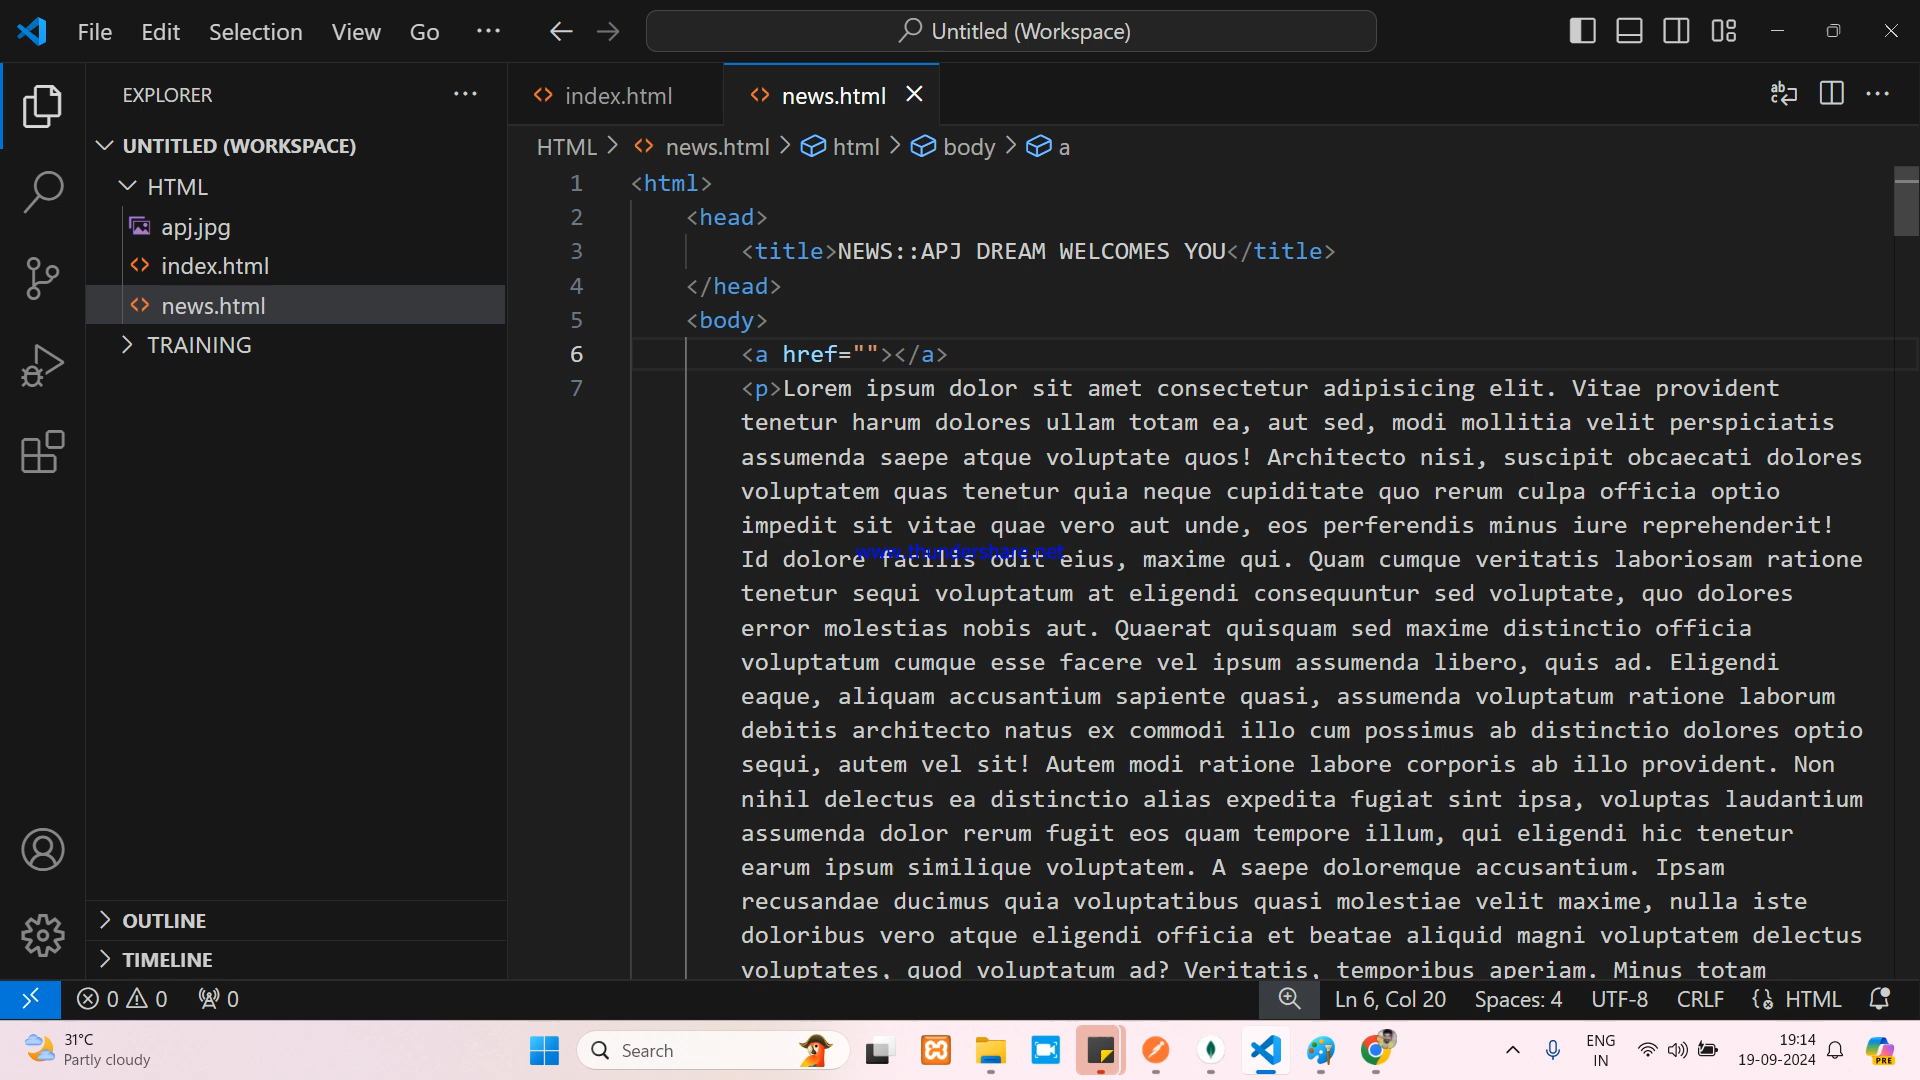 File Edit Selection View Go ··· Untitled (Workspace)
EXPLORER ···
index.html
news.html
UNTITLED (WORKSPACE)
HTML
apj.jpg
index.html
news.html
TRAINING
OUTLINE
TIMELINE
HTML > news.html > html > body > a
1 <html>
2 <head>
3 <title>NEWS::APJ DREAM WELCOMES YOU</title>
4 </head>
5 <body>
6 <a href=""></a>
7 <p>Lorem ipsum dolor sit amet consectetur adipisicing elit. Vitae provident
tenetur harum dolores ullam totam ea, aut sed, modi mollitia velit perspiciatis
assumenda saepe atque voluptate quos! Architecto nisi, suscipit obcaecati dolores
voluptatem quas tenetur quia neque cupiditate quo rerum culpa officia optio
impedit sit vitae quae vero aut unde, eos perferendis minus iure reprehenderit!
www.thundershare.net
Id dolore facilis odit eius, maxime qui. Quam cumque veritatis laboriosam ratione
tenetur sequi voluptatum at eligendi consequuntur sed voluptate, quo dolores
error molestias nobis aut. Quaerat quisquam sed maxime distinctio officia
voluptatum cumque esse facere vel ipsum assumenda libero, quis ad. Eligendi
eaque, aliquam accusantium sapiente quasi, assumenda voluptatum ratione laborum
debitis architecto natus ex commodi illo cum possimus ab distinctio dolores optio
sequi, autem vel sit! Autem modi ratione labore corporis ab illo provident. Non
nihil delectus ea distinctio alias expedita fugiat sint ipsa, voluptas laudantium
assumenda dolor rerum fugit eos quam tempore illum, qui eligendi hic tenetur
earum ipsum similique voluptatem. A saepe doloremque accusantium. Ipsam
recusandae ducimus quia voluptatibus quasi molestiae velit maxime, nulla iste
doloribus vero atque eligendi officia et beatae aliquid magni voluptatem delectus
voluptates, quod voluptatum ad? Veritatis, temporibus aperiam. Minus totam
0 0 0 Ln 6, Col 20 Spaces: 4 UTF-8 CRLF HTML
31°C
Partly cloudy
Search
ENG
IN
19:14
19-09-2024
PRE